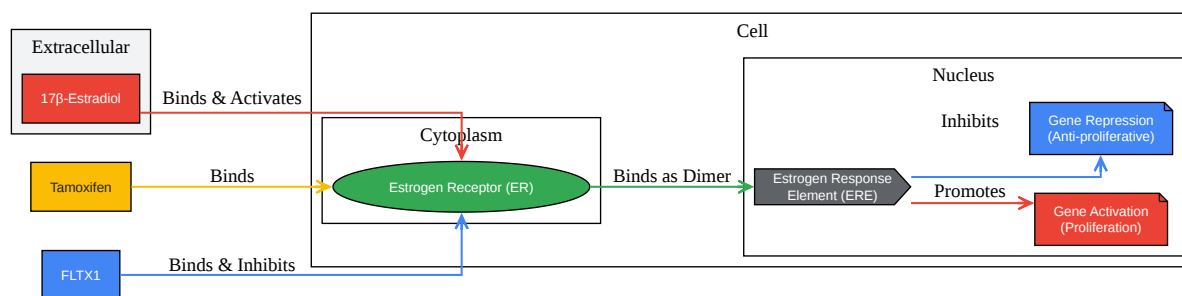 Cell
Extracellular
Nucleus
17β-Estradiol
Binds & Activates
Cytoplasm
Inhibits
Gene Repression
(Anti-proliferative)
Tamoxifen
Binds
Estrogen Receptor (ER)
Binds as Dimer
Estrogen Response
Element (ERE)
Promotes
Gene Activation
(Proliferation)
FLTX1
Binds & Inhibits